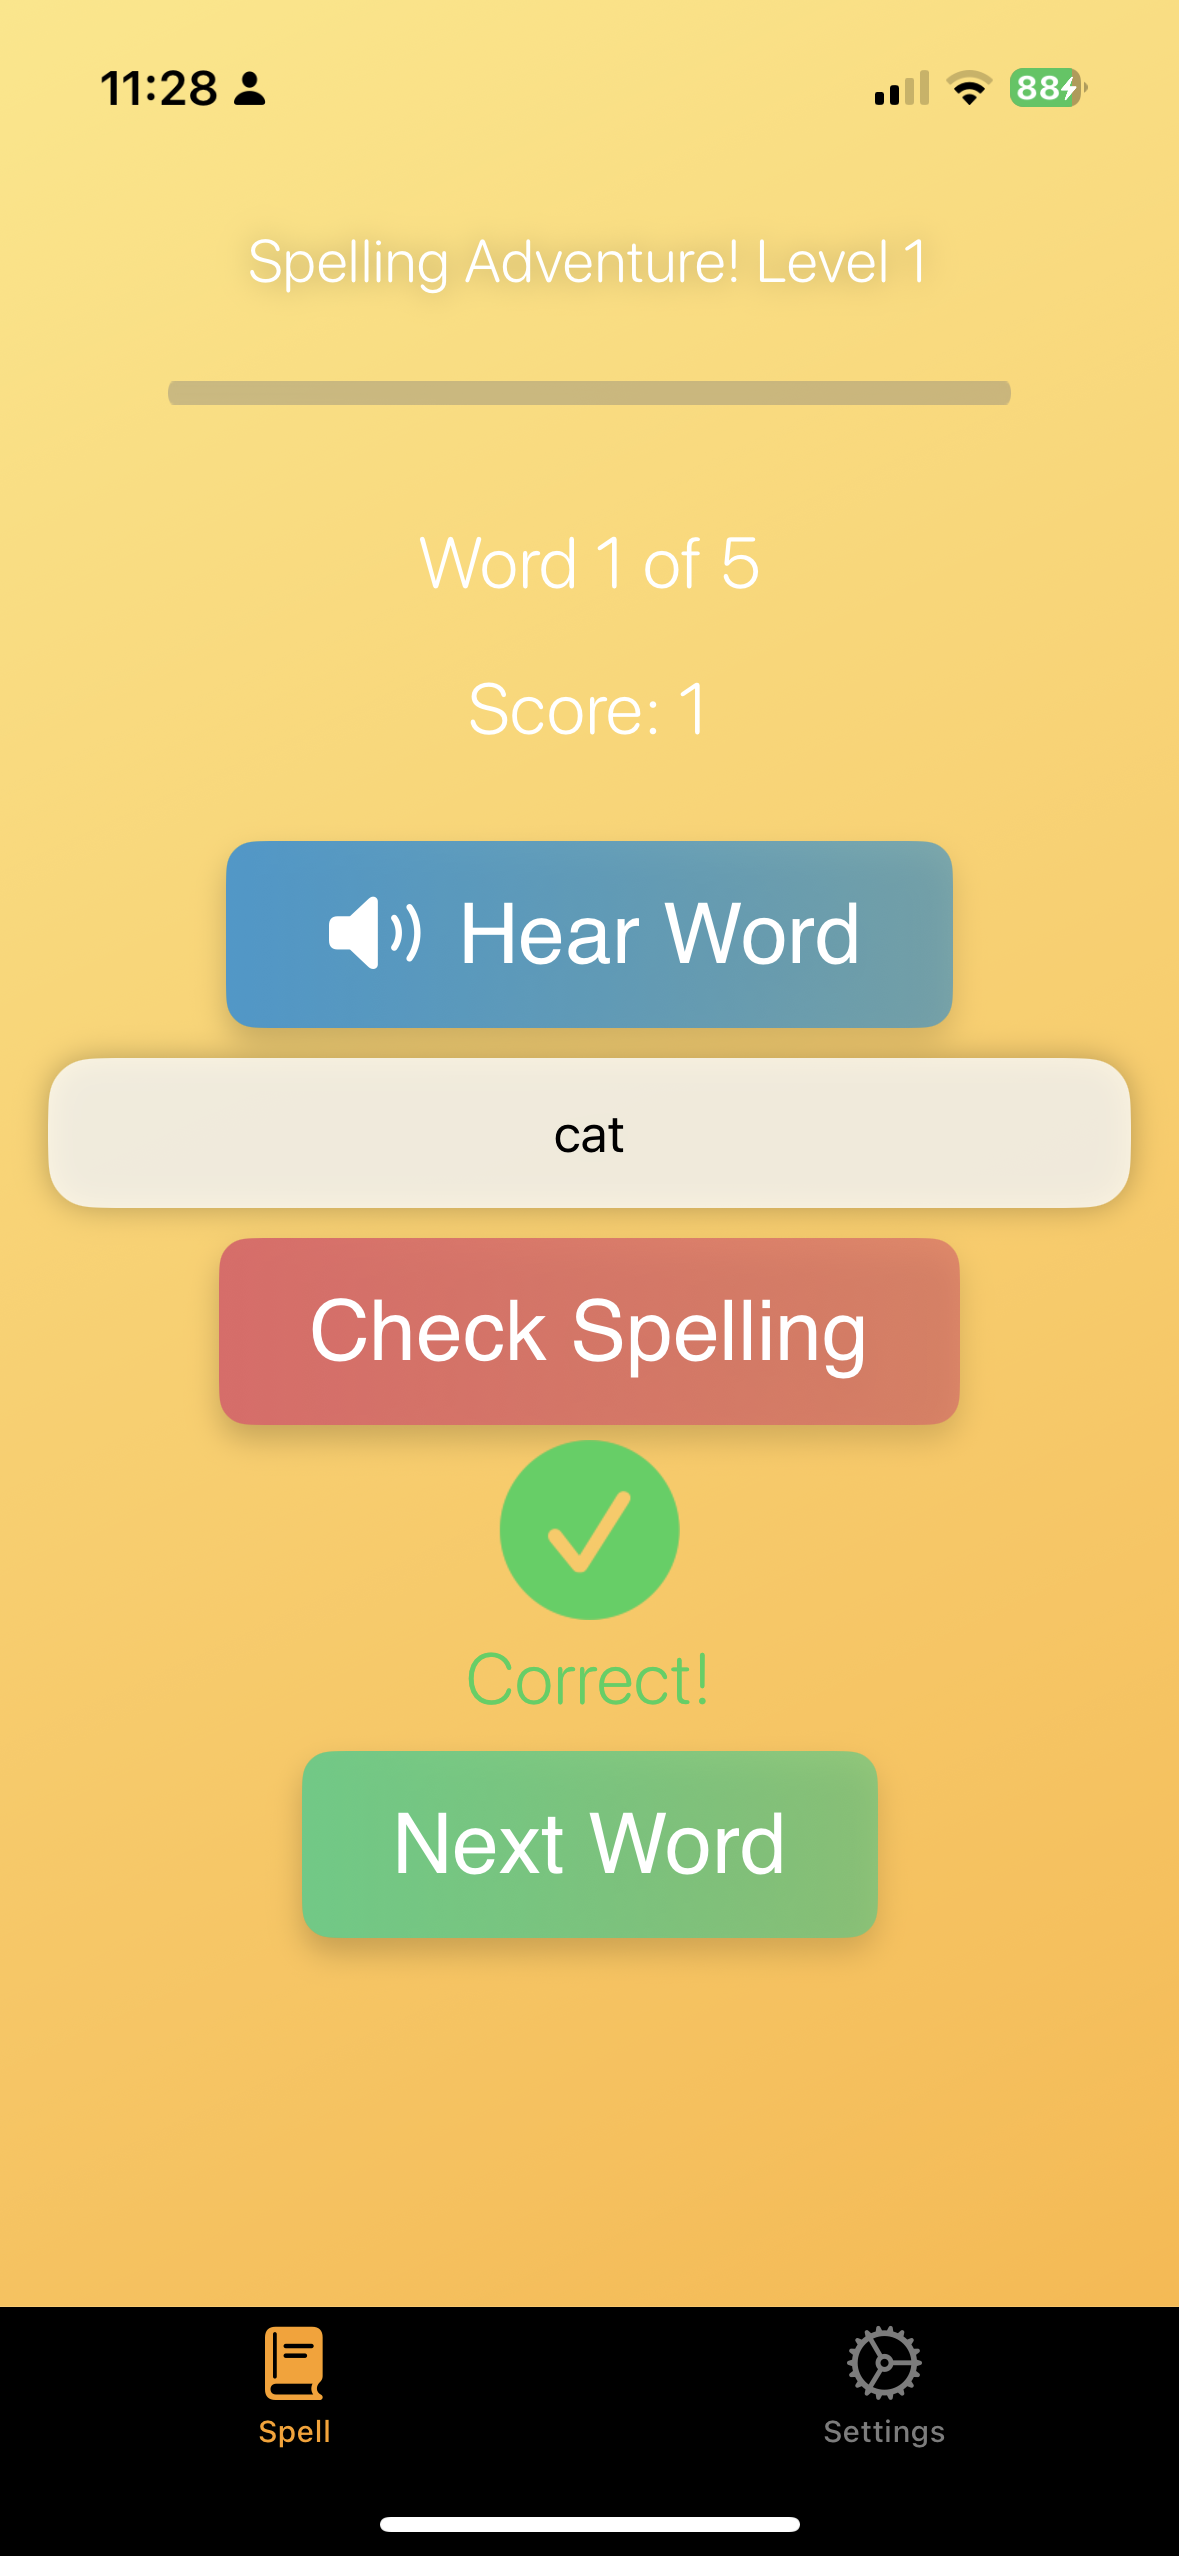 11:28
88
Spelling Adventure! Level 1
Word 1 of 5
Score: 1
Hear Word
cat
Check Spelling
Correct!
Next Word
Spell
Settings